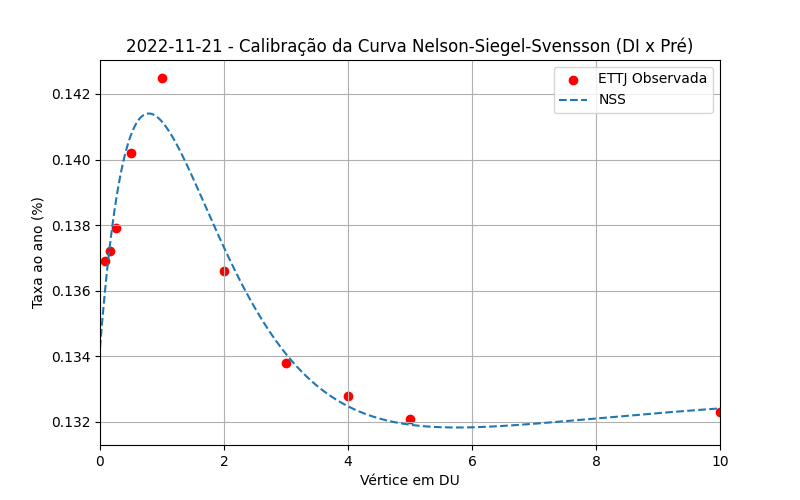 2022-11-21 - Calibração da Curva Nelson-Siegel-Svensson (DI x Pré)
ETTJ Observada
NSS
Taxa ao ano (%)
0.142
0.140
0.138
0.136
0.134
0.132
0 2 4 6 8 10
Vértice em DU